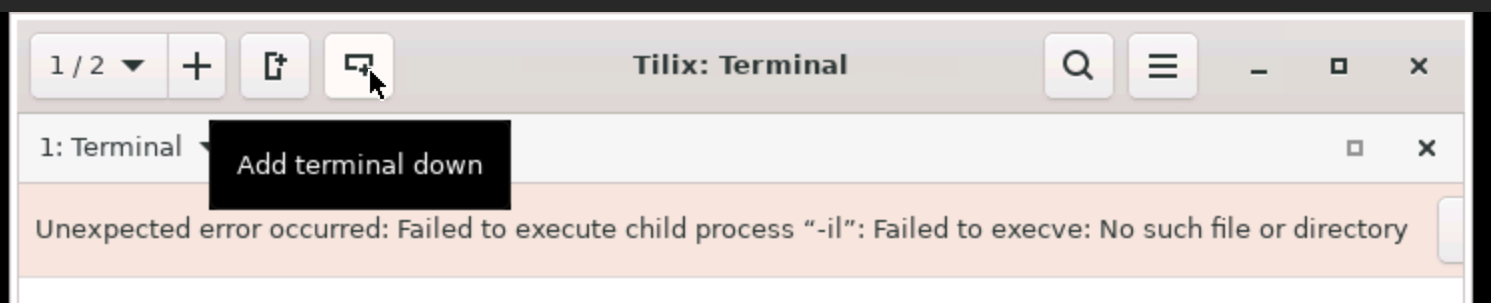 1 / 2
Tilix: Terminal
1: Terminal
Add terminal down
Unexpected error occurred: Failed to execute child process “-il”: Failed to execve: No such file or directory